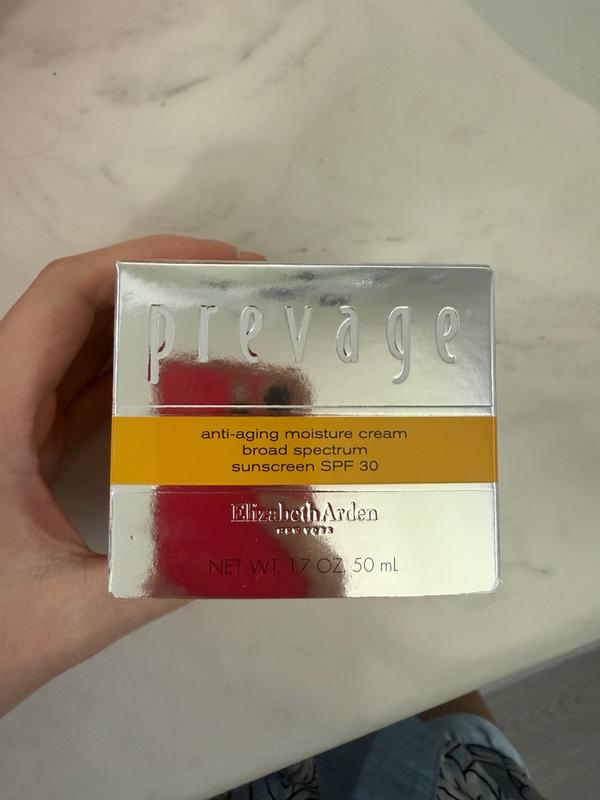 prevage
anti-aging moisture cream
broad spectrum
sunscreen SPF 30
Elizabeth Arden
NEW YORK
NET WT. 1.7 OZ. 50 mL